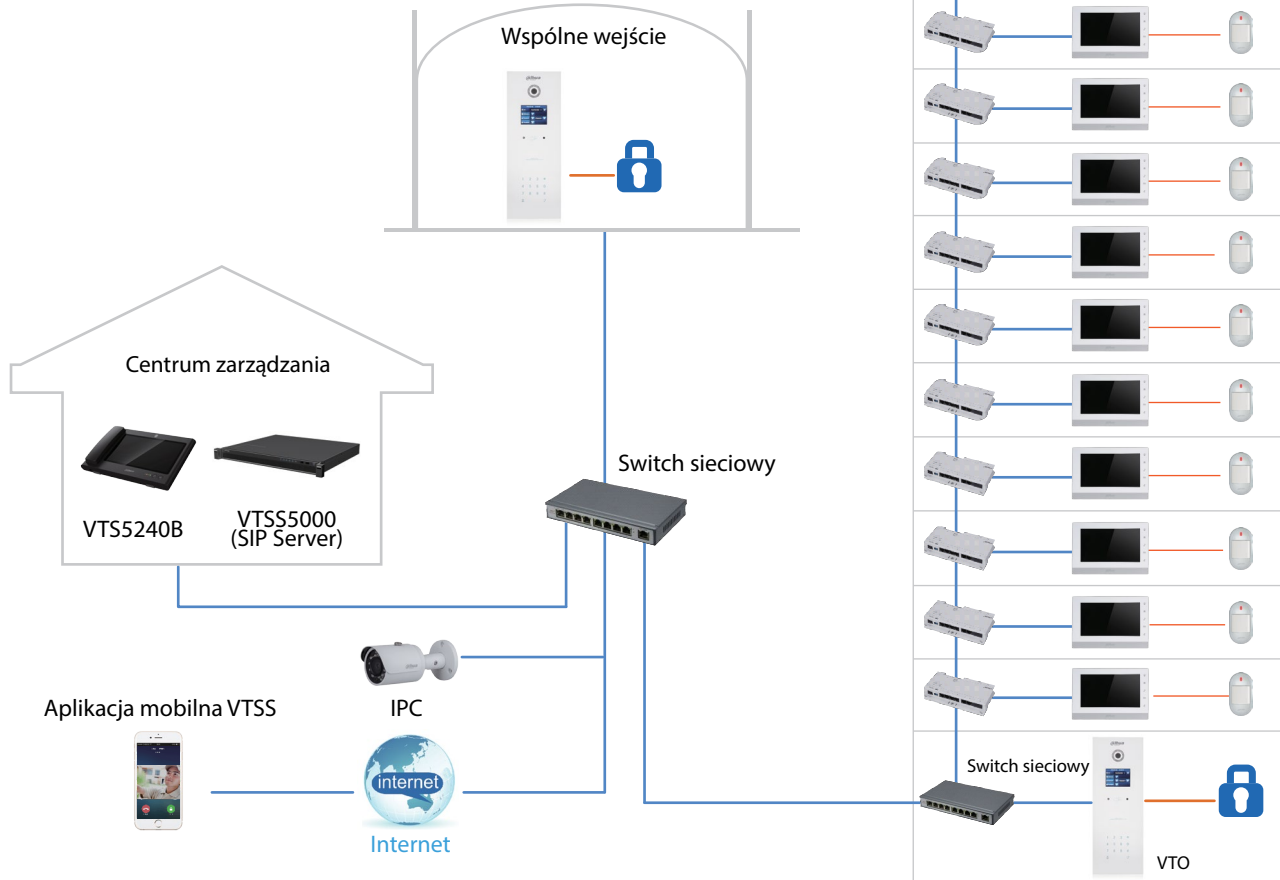 Wspólne wejście
Centrum zarządzania
VTS5240B
VTSS5000
(SIP Server)
Switch sieciowy
Aplikacja mobilna VTSS
IPC
internet
Internet
Switch sieciowy
VTO